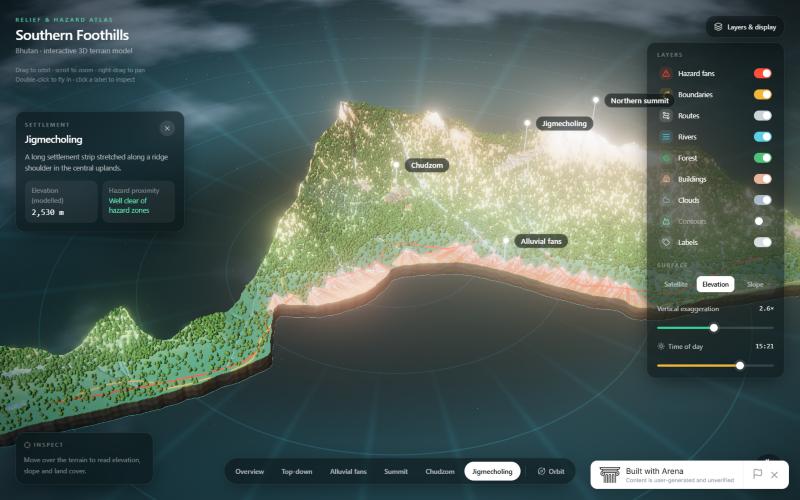 RELIEF & HAZARD ATLAS
Southern Foothills
Bhutan · interactive 3D terrain model
Drag to orbit · scroll to zoom · right-drag to pan
Double-click to fly in · click a label to inspect
SETTLEMENT
Jigmecholing
A long settlement strip stretched along a ridge
shoulder in the central uplands.
Elevation
(modelled)
2,530 m
Hazard proximity
Well clear of
hazard zones
Northern summit
Jigmecholing
Chudzom
Alluvial fans
Layers & display
LAYERS
Hazard fans
Boundaries
Routes
Rivers
Forest
Buildings
Clouds
Contours
Labels
SURFACE
Satellite
Elevation
Slope
Vertical exaggeration
2.6×
Time of day
15:21
INSPECT
Move over the terrain to read elevation,
slope and land cover.
Overview
Top-down
Alluvial fans
Summit
Chudzom
Jigmecholing
Orbit
Built with Arena
Content is user-generated and unverified